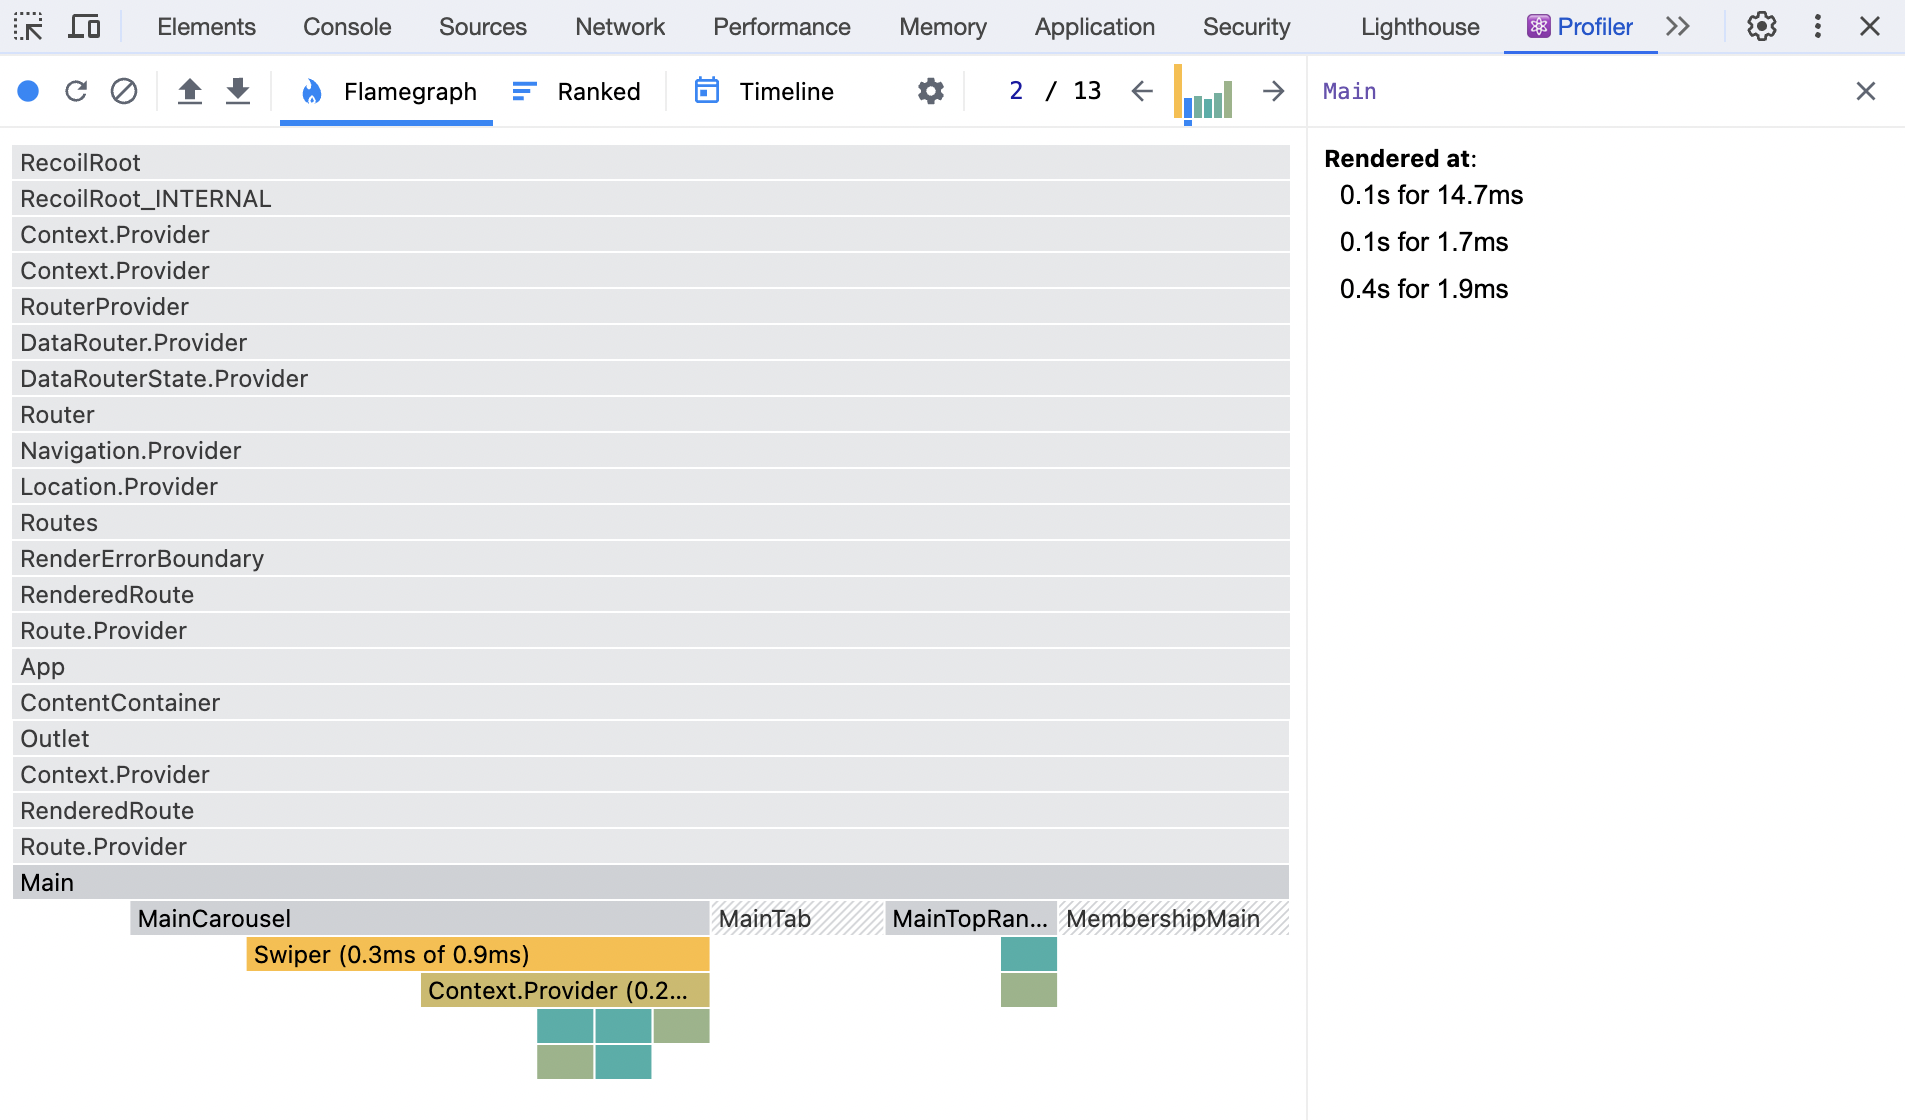 Elements Console Sources Network Performance Memory Application Security Lighthouse Profiler
Flamegraph Ranked Timeline 2 / 13
Main
Rendered at:
0.1s for 14.7ms
0.1s for 1.7ms
0.4s for 1.9ms
RecoilRoot
RecoilRoot_INTERNAL
Context.Provider
Context.Provider
RouterProvider
DataRouter.Provider
DataRouterState.Provider
Router
Navigation.Provider
Location.Provider
Routes
RenderErrorBoundary
RenderedRoute
Route.Provider
App
ContentContainer
Outlet
Context.Provider
RenderedRoute
Route.Provider
Main
MainCarousel MainTab MainTopRan... MembershipMain
Swiper (0.3ms of 0.9ms)
Context.Provider (0.2...